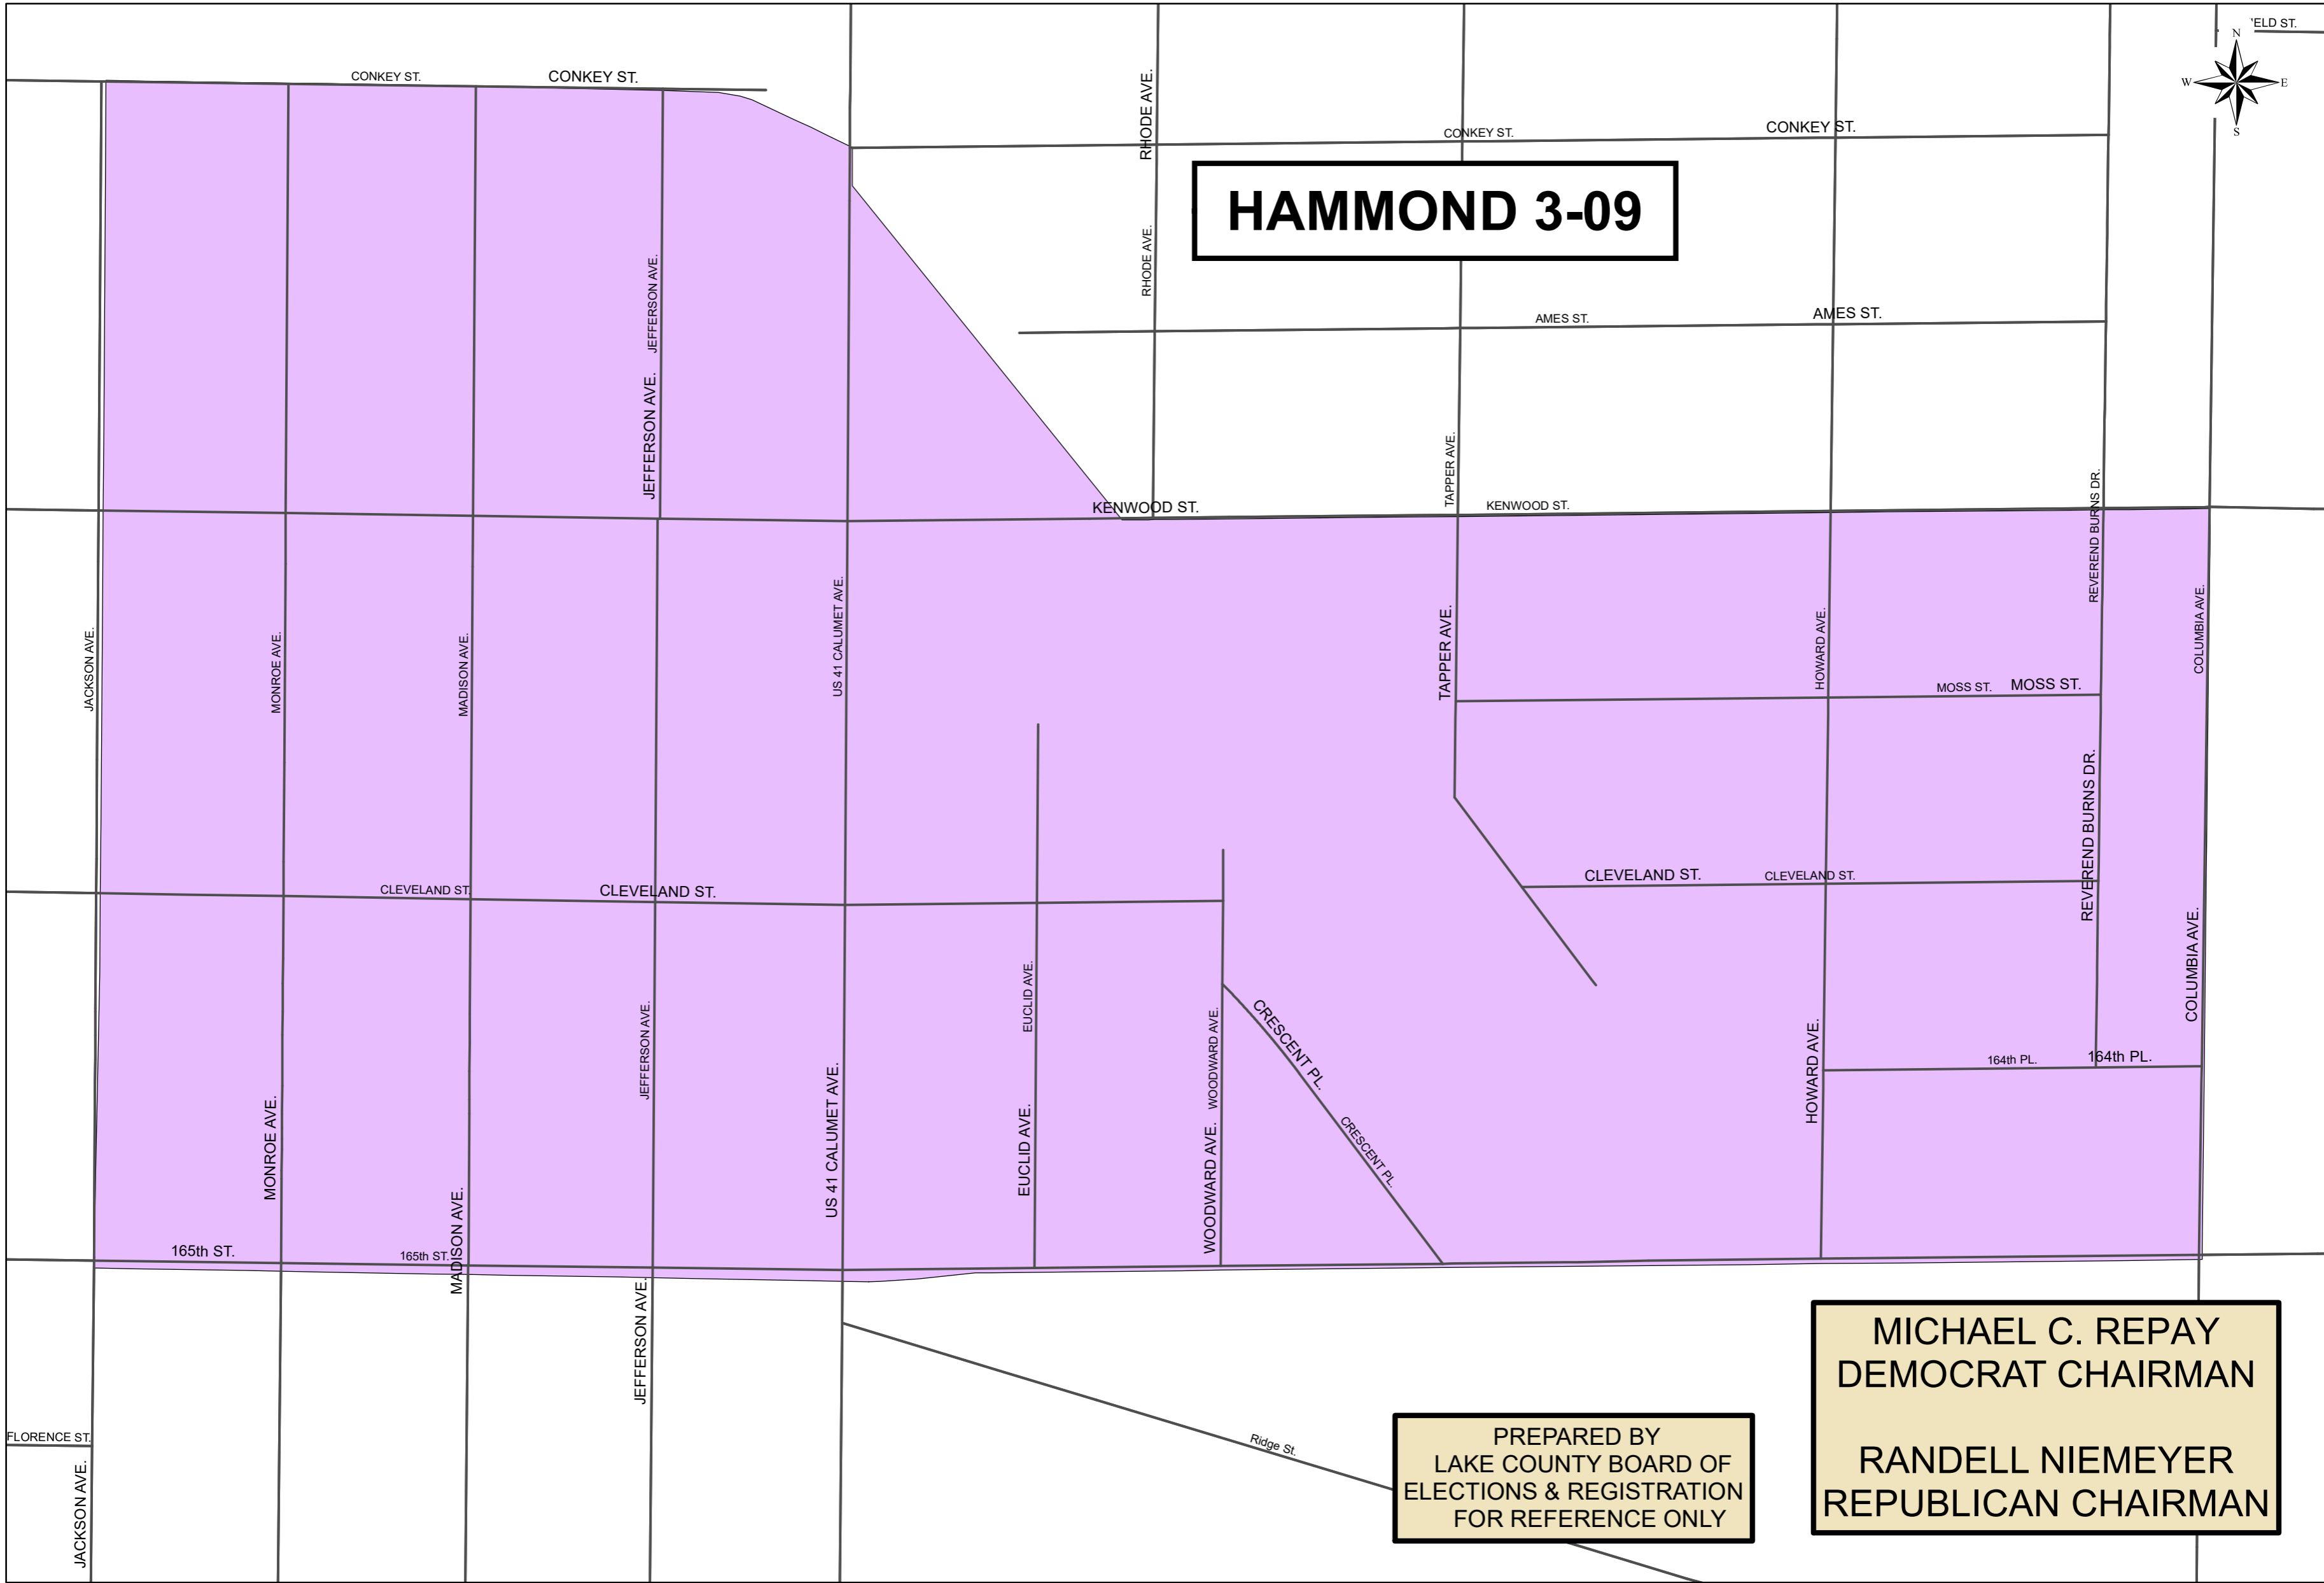 'ELD ST.
N
W
E
S
CONKEY ST.
CONKEY ST.
CONKEY ST.
CONKEY ST.
RHODE AVE.
HAMMOND 3-09
RHODE AVE.
JEFFERSON AVE.
AMES ST.
AMES ST.
JEFFERSON AVE.
TAPPER AVE.
KENWOOD ST.
KENWOOD ST.
REVEREND BURNS DR.
JACKSON AVE.
MONROE AVE.
MADISON AVE.
US 41 CALUMET AVE.
TAPPER AVE.
HOWARD AVE.
COLUMBIA AVE.
MOSS ST.
MOSS ST.
REVEREND BURNS DR.
CLEVELAND ST.
CLEVELAND ST.
CLEVELAND ST.
CLEVELAND ST.
COLUMBIA AVE.
EUCLID AVE.
JEFFERSON AVE.
WOODWARD AVE.
CRESCENT PL.
HOWARD AVE.
164th PL.
164th PL.
MONROE AVE.
US 41 CALUMET AVE.
EUCLID AVE.
WOODWARD AVE.
CRESCENT PL.
MADISON AVE.
165th ST.
165th ST.
JEFFERSON AVE.
FLORENCE ST.
JACKSON AVE.
Ridge St.
PREPARED BY
LAKE COUNTY BOARD OF
ELECTIONS & REGISTRATION
FOR REFERENCE ONLY
MICHAEL C. REPAY
DEMOCRAT CHAIRMAN
RANDELL NIEMEYER
REPUBLICAN CHAIRMAN